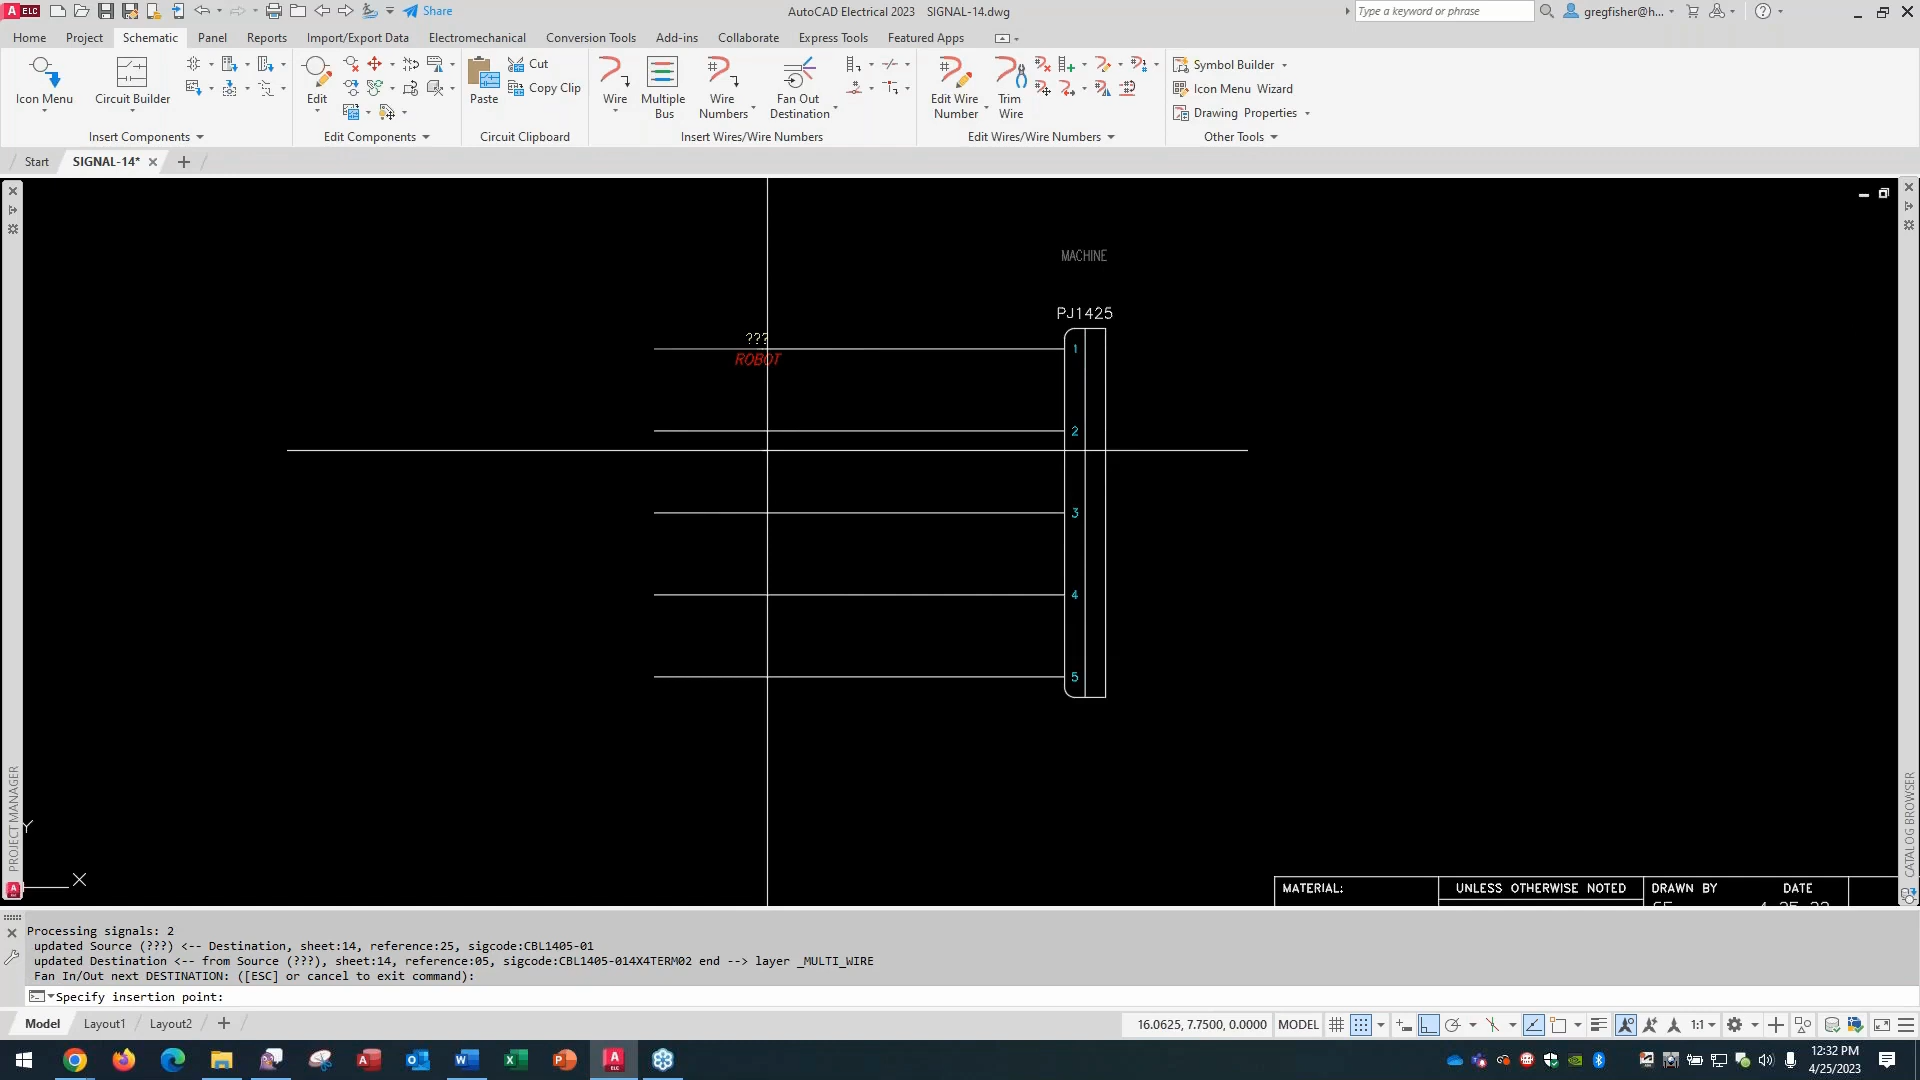 A ELC
Share
AutoCAD Electrical 2023 SIGNAL-14.dwg
Type a keyword or phrase
gregfisher@h...
Home Project Schematic Panel Reports Import/Export Data Electromechanical Conversion Tools Add-ins Collaborate Express Tools Featured Apps
Icon Menu
Circuit Builder
Insert Components
Edit
Edit Components
Paste
Cut
Copy Clip
Circuit Clipboard
Wire
Multiple Bus
Wire Numbers
Fan Out Destination
Insert Wires/Wire Numbers
Edit Wire Number
Trim Wire
Edit Wires/Wire Numbers
Symbol Builder
Icon Menu Wizard
Drawing Properties
Other Tools
Start
SIGNAL-14*
MACHINE
PJ1425
???
ROBOT
1
2
3
4
5
PROJECT MANAGER
CATALOG BROWSER
Y
X
MATERIAL: UNLESS OTHERWISE NOTED DRAWN BY DATE
Processing signals: 2
updated Source (???) <-- Destination, sheet:14, reference:25, sigcode:CBL1405-01
updated Destination <-- from Source (???), sheet:14, reference:05, sigcode:CBL1405-014X4TERM02 end --> layer _MULTI_WIRE
Fan In/Out next DESTINATION: ([ESC] or cancel to exit command):
Specify insertion point:
Model Layout1 Layout2
16.0625, 7.7500, 0.0000 MODEL 1:1
12:32 PM
4/25/2023